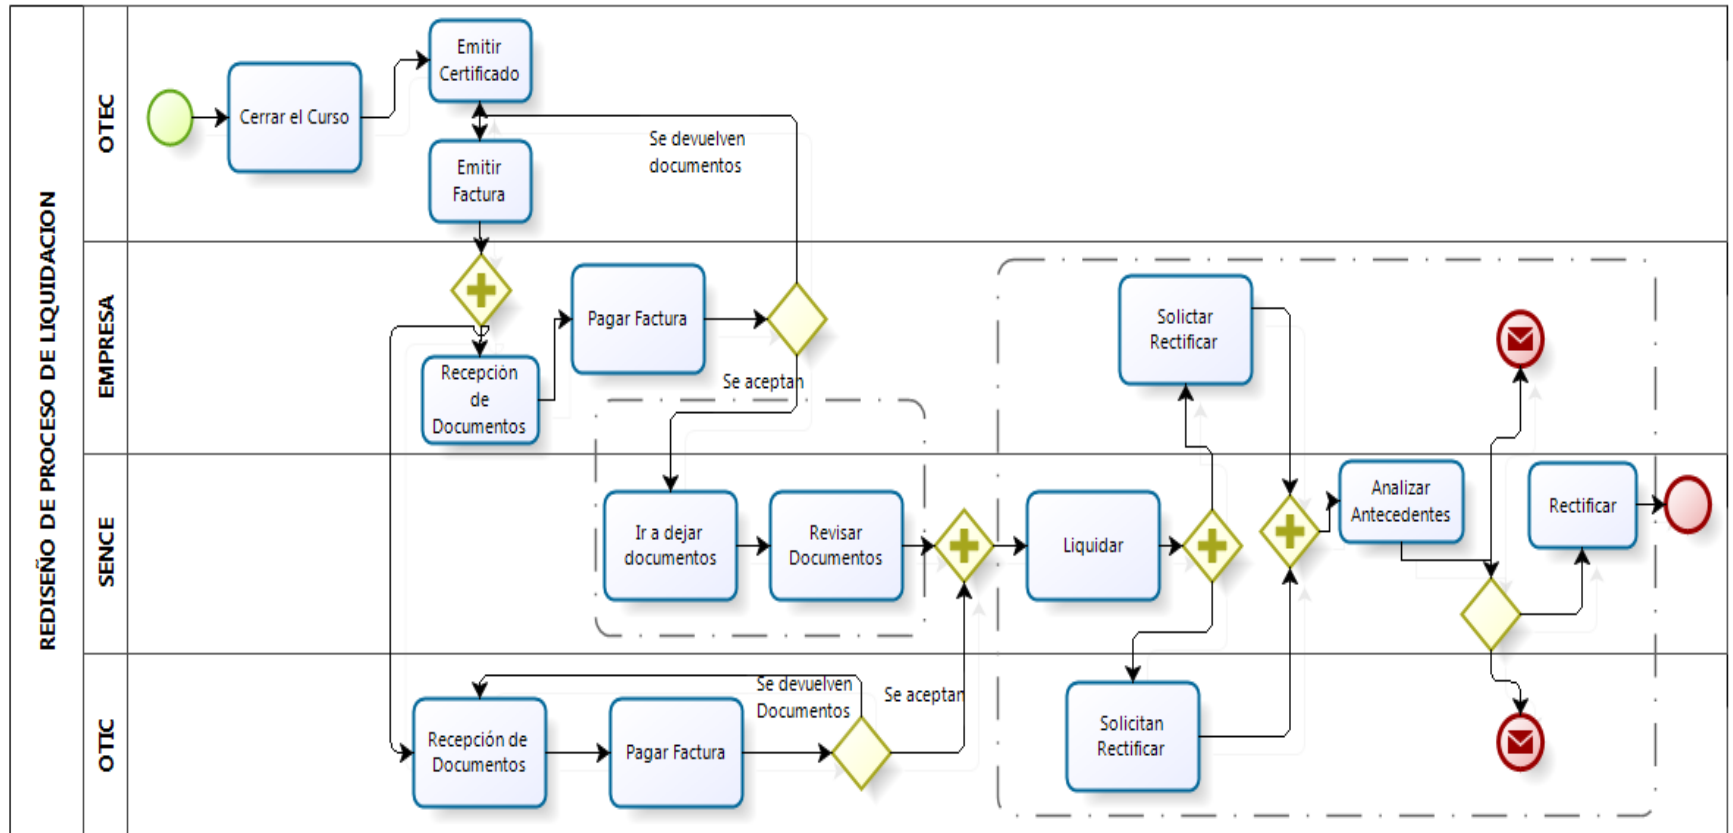 REDISEÑO DE PROCESO DE LIQUIDACION
OTEC
Cerrar el Curso
Emitir
Certificado
Emitir
Factura
Se devuelven
documentos
EMPRESA
Recepción
de
Documentos
Pagar Factura
Se aceptan
Solictar
Rectificar
SENCE
Ir a dejar
documentos
Revisar
Documentos
Liquidar
Analizar
Antecedentes
Rectificar
OTIC
Recepción de
Documentos
Pagar Factura
Se devuelven
Documentos
Se aceptan
Solicitan
Rectificar